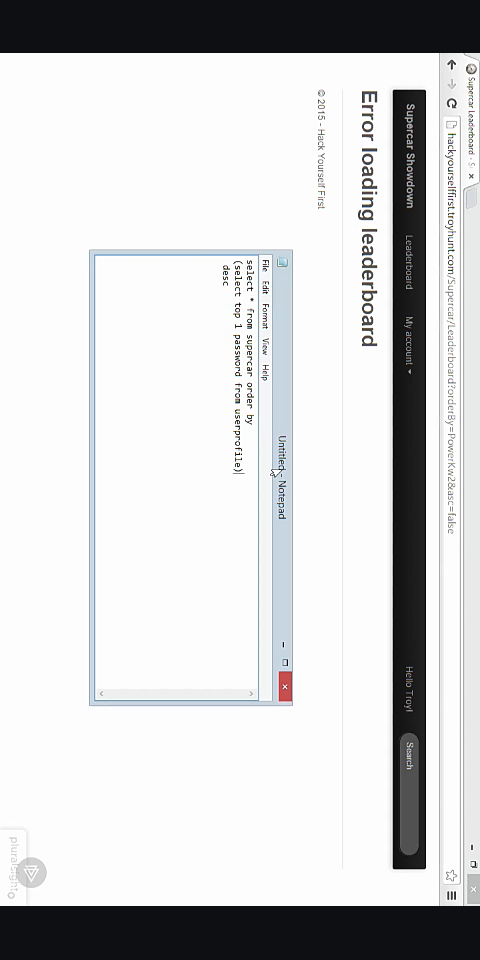 Supercar Leaderboard - S
hackyourselffirst.troyhunt.com/Supercar/Leaderboard?orderBy=PowerKw2&asc=false
Supercar Showdown Leaderboard My account Hello Troy! Search
Error loading leaderboard
© 2015 - Hack Yourself First
Untitled - Notepad
File Edit Format View Help
select * from supercar order by
(select top 1 password from userprofile)
desc
pluralsight